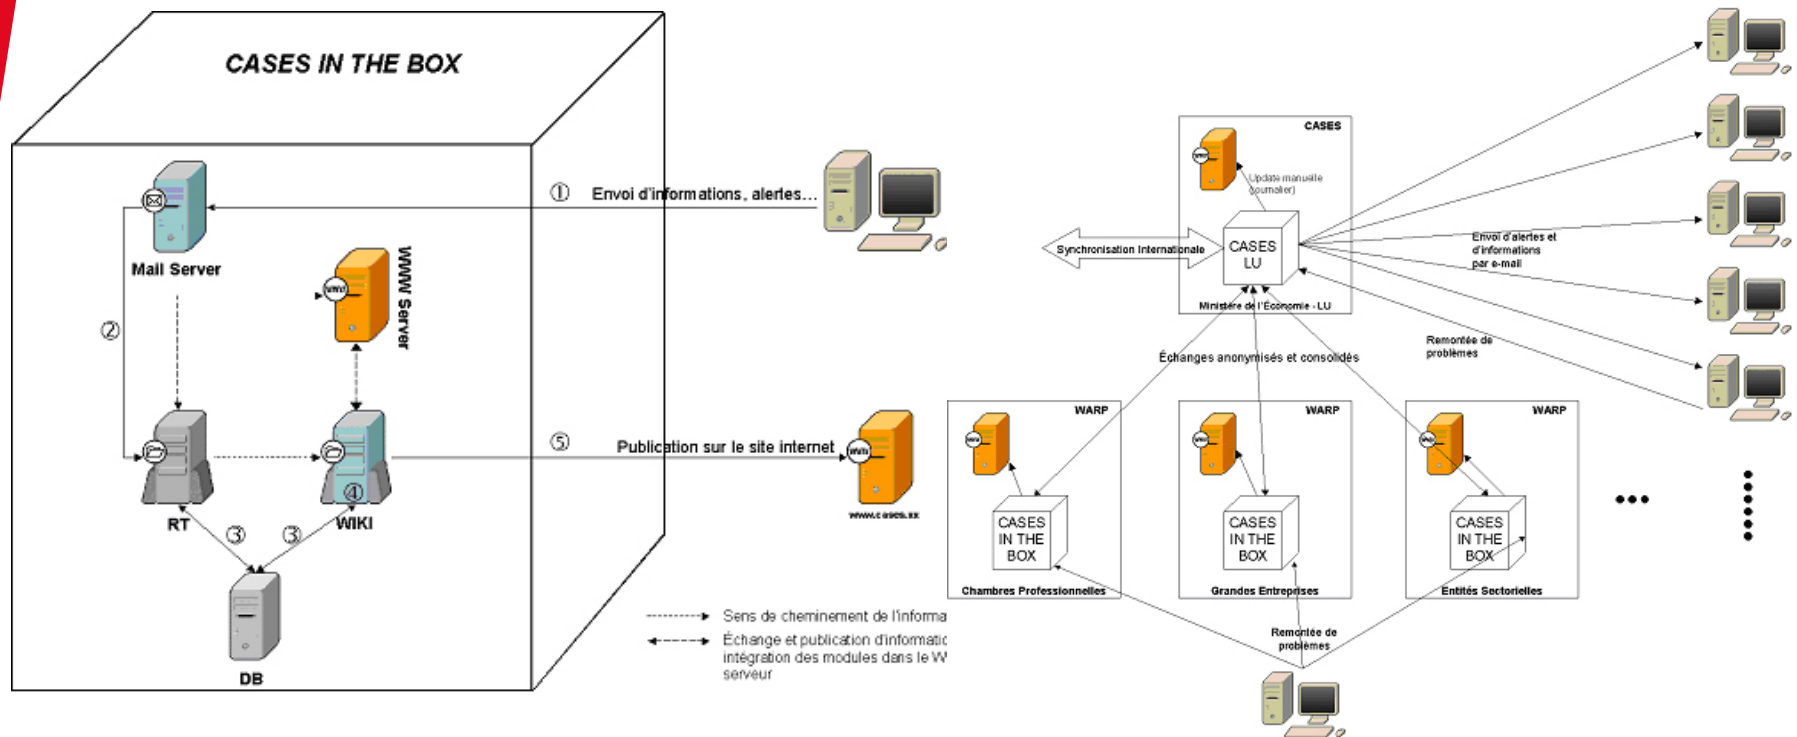 CASES IN THE BOX
① Envoi d'informations, alertes...
Mail Server
WWW Server
②
⑤ Publication sur le site internet
④
RT
WIKI
③ ③
www.cases.xx
DB
Sens de cheminement de l'informa
Échange et publication d'informatio
intégration des modules dans le W
serveur
CASES
Update manuelle
(journalier)
Synchronisation Internationale
CASES
LU
Ministère de l'Économie - LU
Envoi d'alertes et
d'informations
par e-mail
Remontée de
problèmes
Échanges anonymisés et consolidés
WARP
CASES
IN THE
BOX
Chambres Professionnelles
WARP
CASES
IN THE
BOX
Grandes Entreprises
WARP
CASES
IN THE
BOX
Entités Sectorielles
Remontée de
problèmes